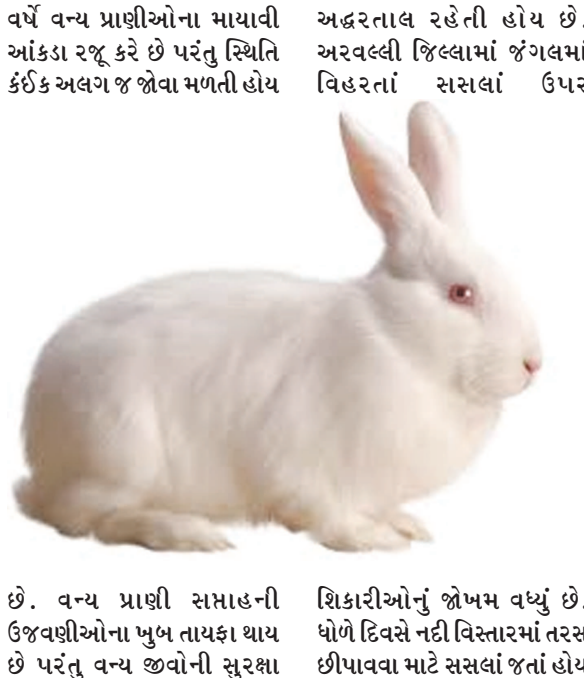 વર્ષે વન્ય પ્રાણીઓના માયાવી
આંકડા રજૂ કરે છે પરંતુ સ્થિતિ
કંઈક અલગ જ જોવા મળતી હોય
છે. વન્ય પ્રાણી સપ્તાહની
ઉજવણીઓના ખુબ તાયફા થાય
છે પરંતુ વન્ય જીવોની સુરક્ષા
અદ્ધરતાલ રહેતી હોય છે.
અરવલ્લી જિલ્લામાં જંગલમાં
વિહરતાં સસલાં ઉપર
શિકારીઓનું જોખમ વધ્યું છે.
ધોળે દિવસે નદી વિસ્તારમાં તરસ
છીપાવવા માટે સસલાં જતાં હોય